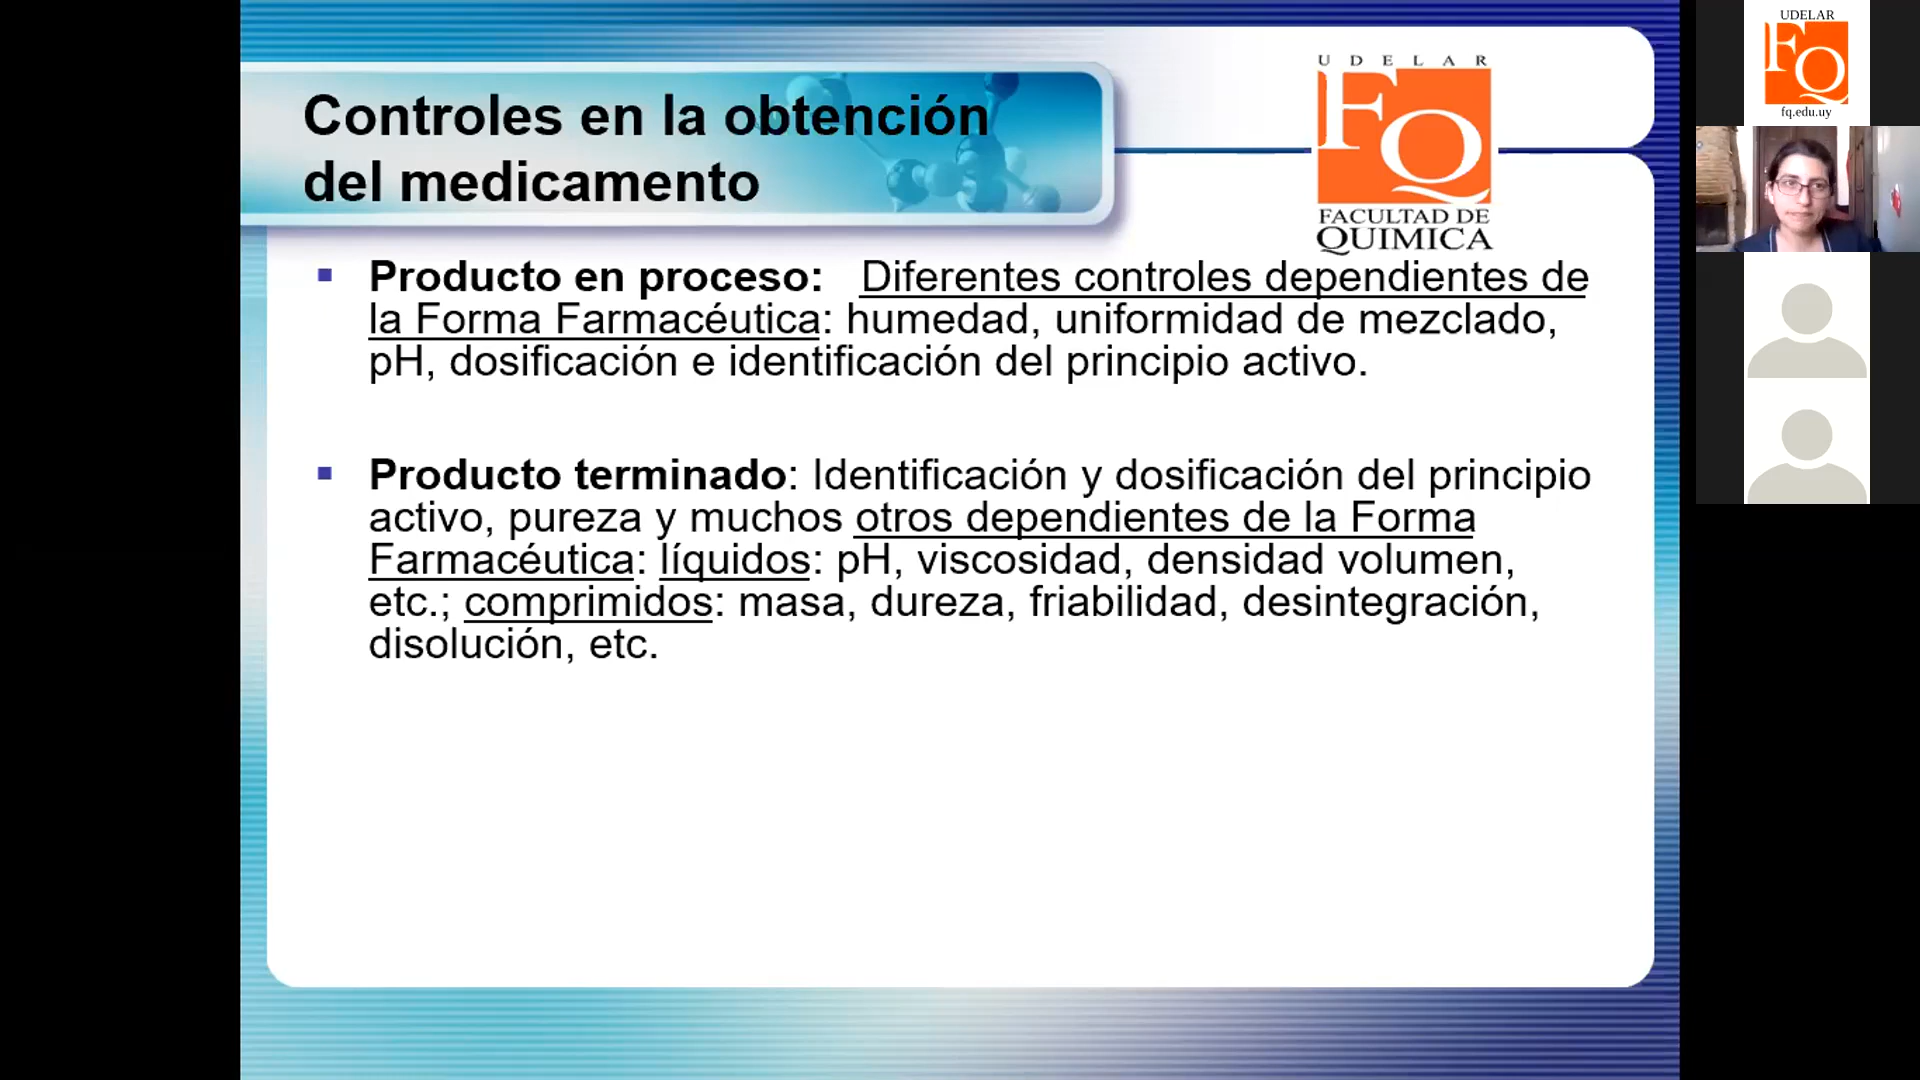 Controles en la obtención
del medicamento
U D E L A R
FQ
FACULTAD DE
QUIMICA
▪ Producto en proceso: Diferentes controles dependientes de
la Forma Farmacéutica: humedad, uniformidad de mezclado,
pH, dosificación e identificación del principio activo.
▪ Producto terminado: Identificación y dosificación del principio
activo, pureza y muchos otros dependientes de la Forma
Farmacéutica: líquidos: pH, viscosidad, densidad volumen,
etc.; comprimidos: masa, dureza, friabilidad, desintegración,
disolución, etc.
UDELAR
FQ
fq.edu.uy